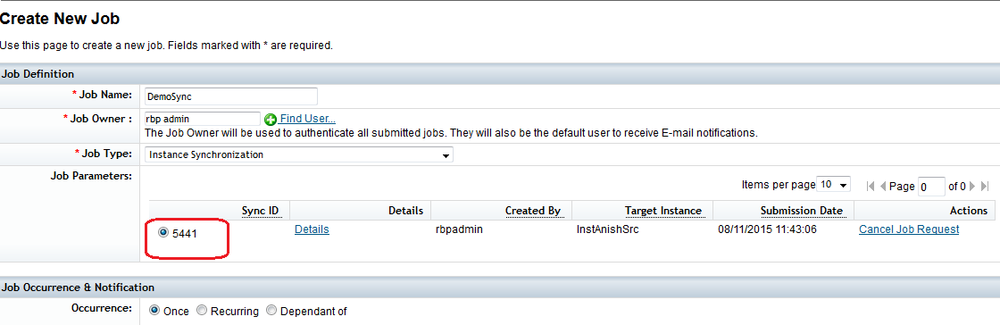 Create New Job
Use this page to create a new job. Fields marked with * are required.
Job Definition
* Job Name: DemoSync
* Job Owner : rbp admin Find User...
The Job Owner will be used to authenticate all submitted jobs. They will also be the default user to receive E-mail notifications.
* Job Type: Instance Synchronization
Job Parameters:
Items per page 10 Page 0 of 0
Sync ID Details Created By Target Instance Submission Date Actions
5441 Details rbpadmin InstAnishSrc 08/11/2015 11:43:06 Cancel Job Request
Job Occurrence & Notification
Occurrence: Once Recurring Dependant of